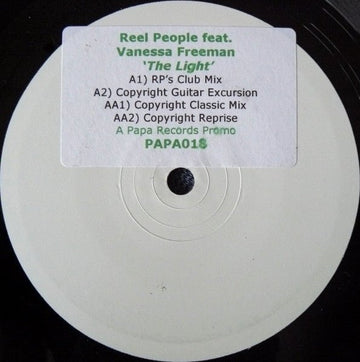 Reel People feat.
Vanessa Freeman
‘The Light’
A1) RP’s Club Mix
A2) Copyright Guitar Excursion
AA1) Copyright Classic Mix
AA2) Copyright Reprise
A Papa Records Promo
PAPA018